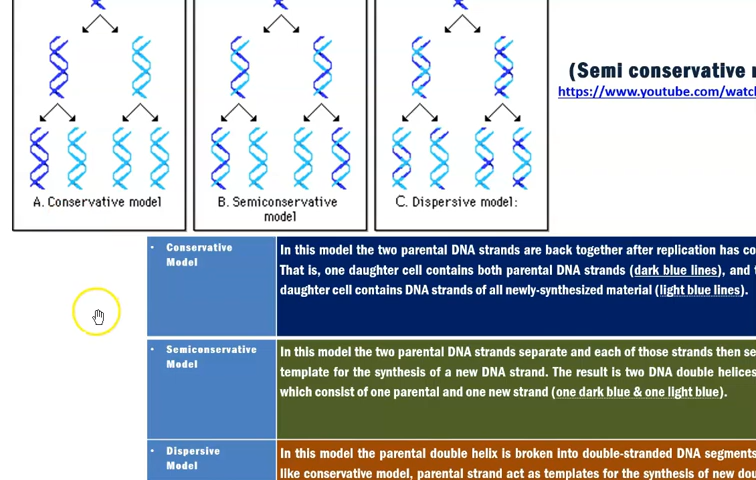 (Semi conservative
https://www.youtube.com/watc
A. Conservative model
B. Semiconservative
model
C. Dispersive model:
• Conservative
Model
In this model the two parental DNA strands are back together after replication has co
That is, one daughter cell contains both parental DNA strands (dark blue lines), and
daughter cell contains DNA strands of all newly-synthesized material (light blue lines).
• Semiconservative
Model
In this model the two parental DNA strands separate and each of those strands then se
template for the synthesis of a new DNA strand. The result is two DNA double helices
which consist of one parental and one new strand (one dark blue & one light blue).
• Dispersive
Model
In this model the parental double helix is broken into double-stranded DNA segments
like conservative model, parental strand act as templates for the synthesis of new dou